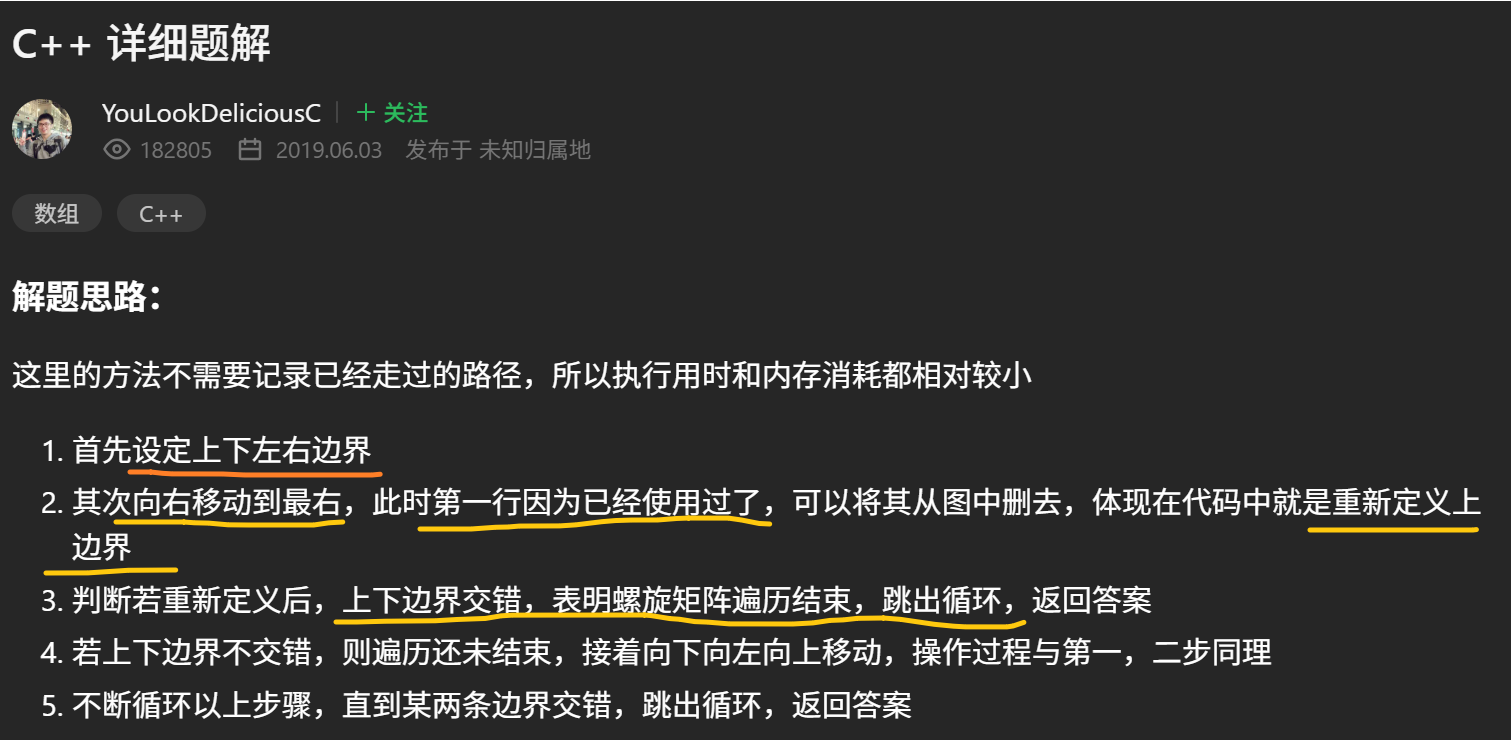 C++ 详细题解
YouLookDeliciousC + 关注
182805 2019.06.03 发布于 未知归属地
数组 C++
解题思路：
这里的方法不需要记录已经走过的路径，所以执行用时和内存消耗都相对较小
1. 首先设定上下左右边界
2. 其次向右移动到最右，此时第一行因为已经使用过了，可以将其从图中删去，体现在代码中就是重新定义上
边界
3. 判断若重新定义后，上下边界交错，表明螺旋矩阵遍历结束，跳出循环，返回答案
4. 若上下边界不交错，则遍历还未结束，接着向下向左向上移动，操作过程与第一，二步同理
5. 不断循环以上步骤，直到某两条边界交错，跳出循环，返回答案